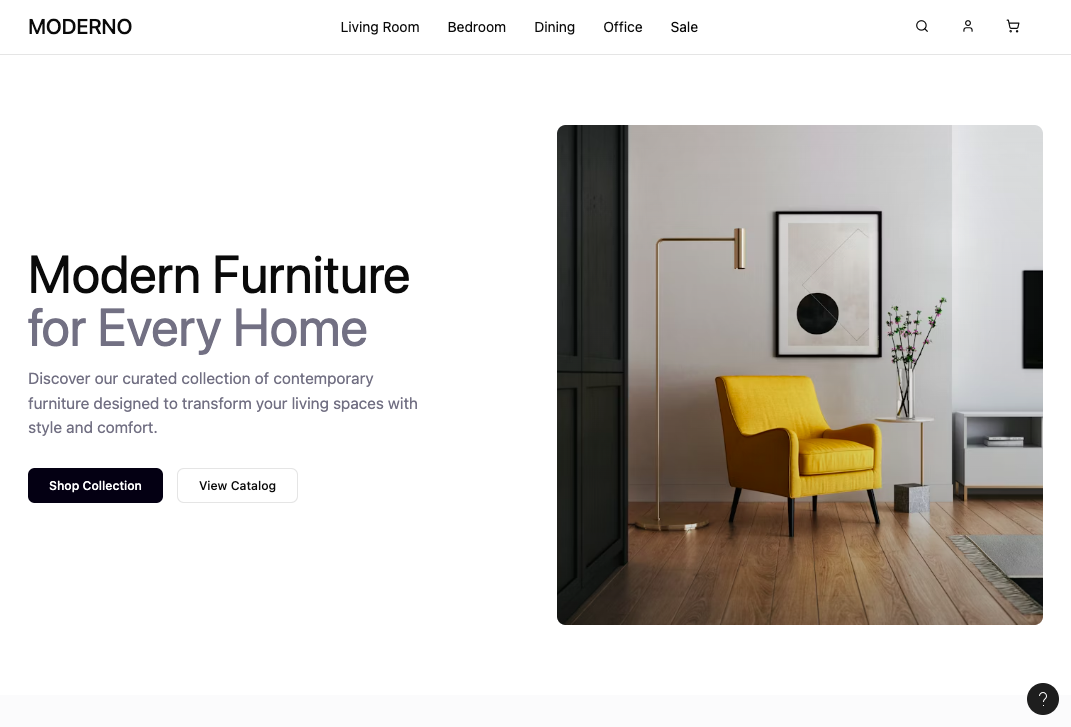 MODERNO
Living Room
Bedroom
Dining
Office
Sale
Modern Furniture
for Every Home
Discover our curated collection of contemporary
furniture designed to transform your living spaces with
style and comfort.
Shop Collection
View Catalog
?